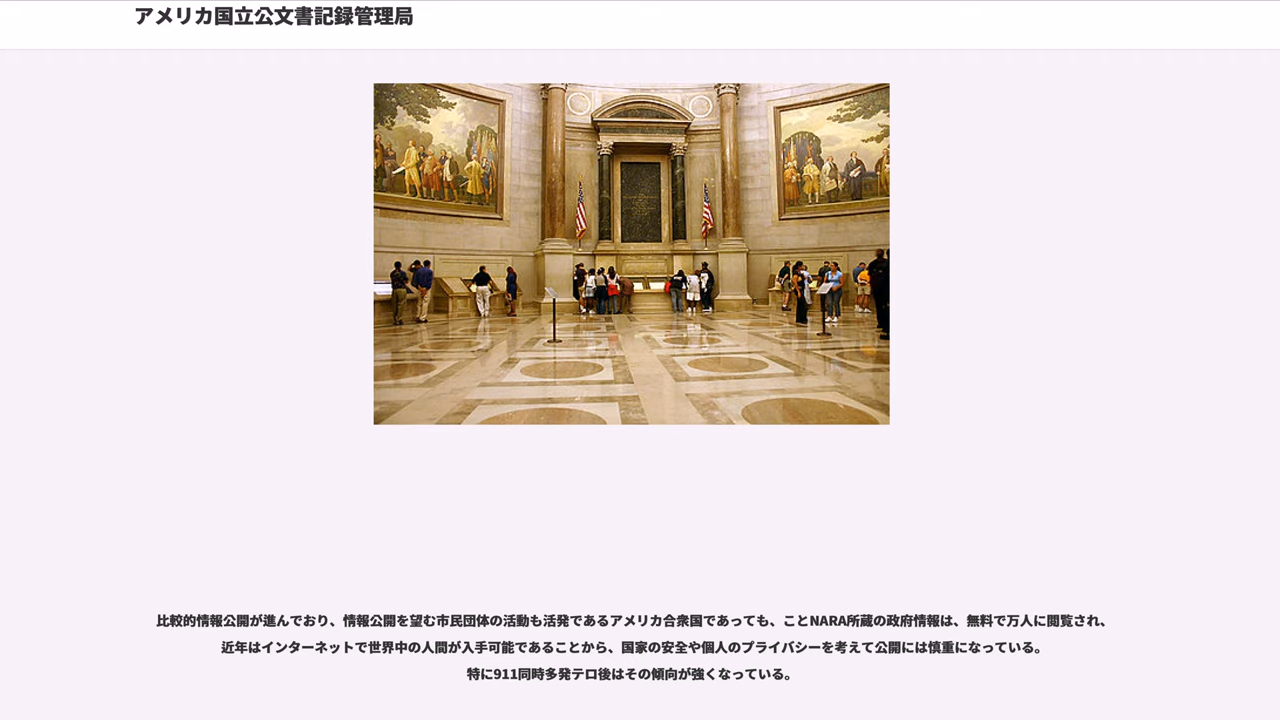 アメリカ国立公文書記録管理局
比較的情報公開が進んでおり、情報公開を望む市民団体の活動も活発であるアメリカ合衆国であっても、ことNARA所蔵の政府情報は、無料で万人に閲覧され、
近年はインターネットで世界中の人間が入手可能であることから、国家の安全や個人のプライバシーを考えて公開には慎重になっている。
特に911同時多発テロ後はその傾向が強くなっている。